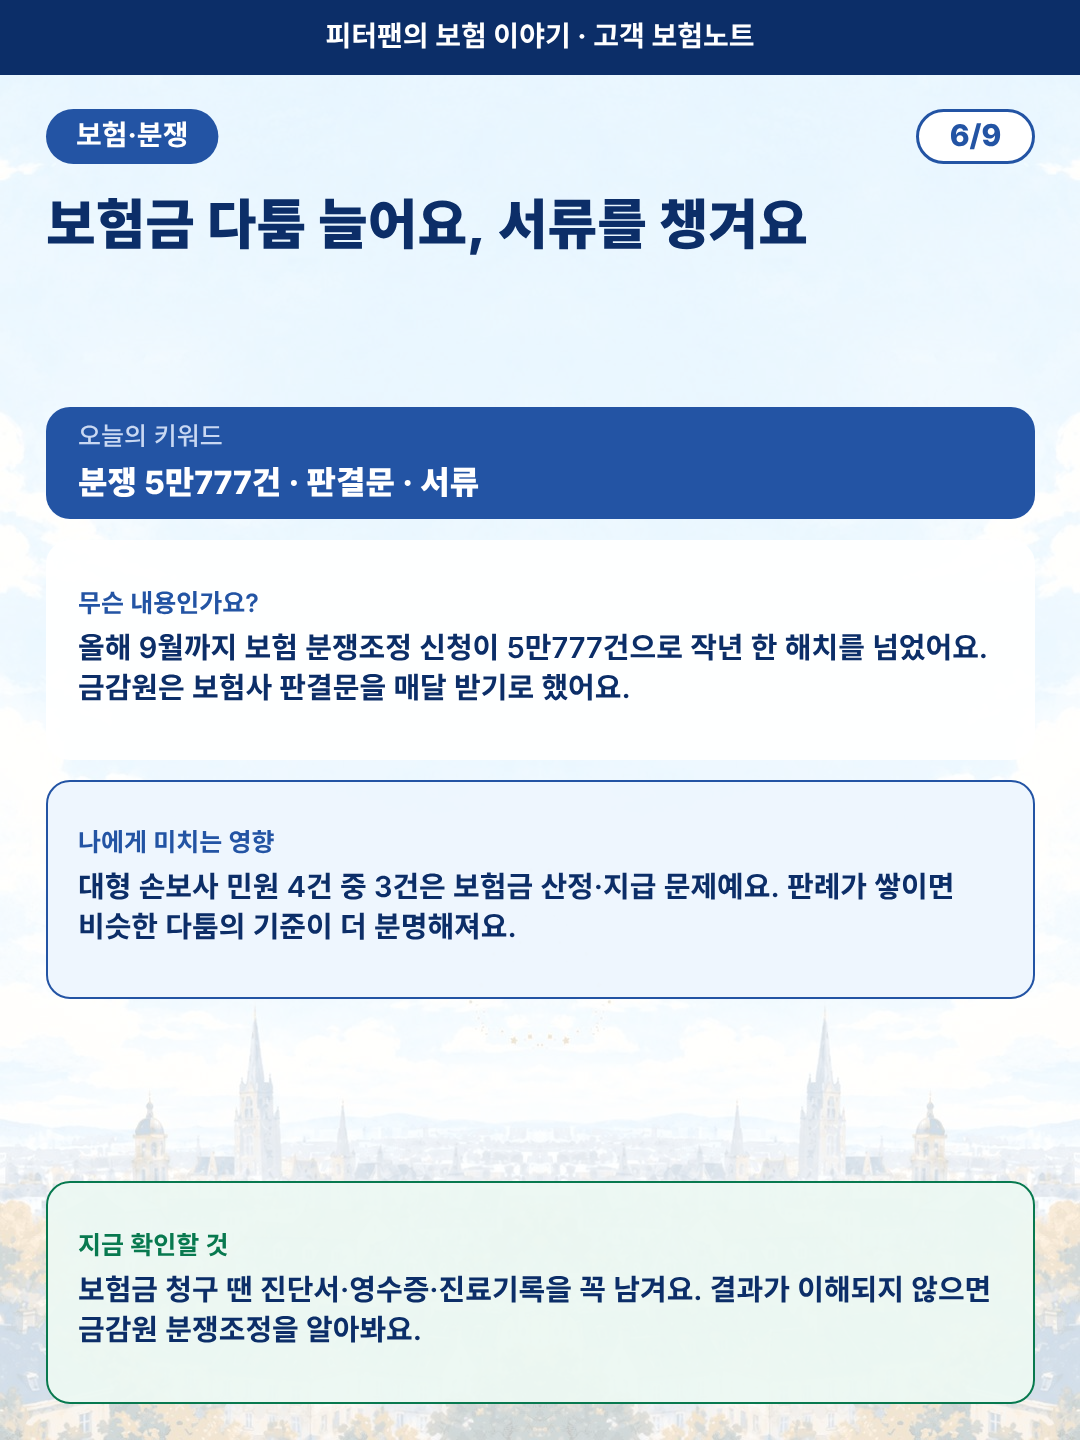 피터팬의 보험 이야기 · 고객 보험노트
보험·분쟁
6/9
보험금 다툼 늘어요, 서류를 챙겨요
오늘의 키워드
분쟁 5만777건 · 판결문 · 서류
무슨 내용인가요?
올해 9월까지 보험 분쟁조정 신청이 5만777건으로 작년 한 해치를 넘었어요.
금감원은 보험사 판결문을 매달 받기로 했어요.
나에게 미치는 영향
대형 손보사 민원 4건 중 3건은 보험금 산정·지급 문제예요. 판례가 쌓이면
비슷한 다툼의 기준이 더 분명해져요.
지금 확인할 것
보험금 청구 땐 진단서·영수증·진료기록을 꼭 남겨요. 결과가 이해되지 않으면
금감원 분쟁조정을 알아봐요.